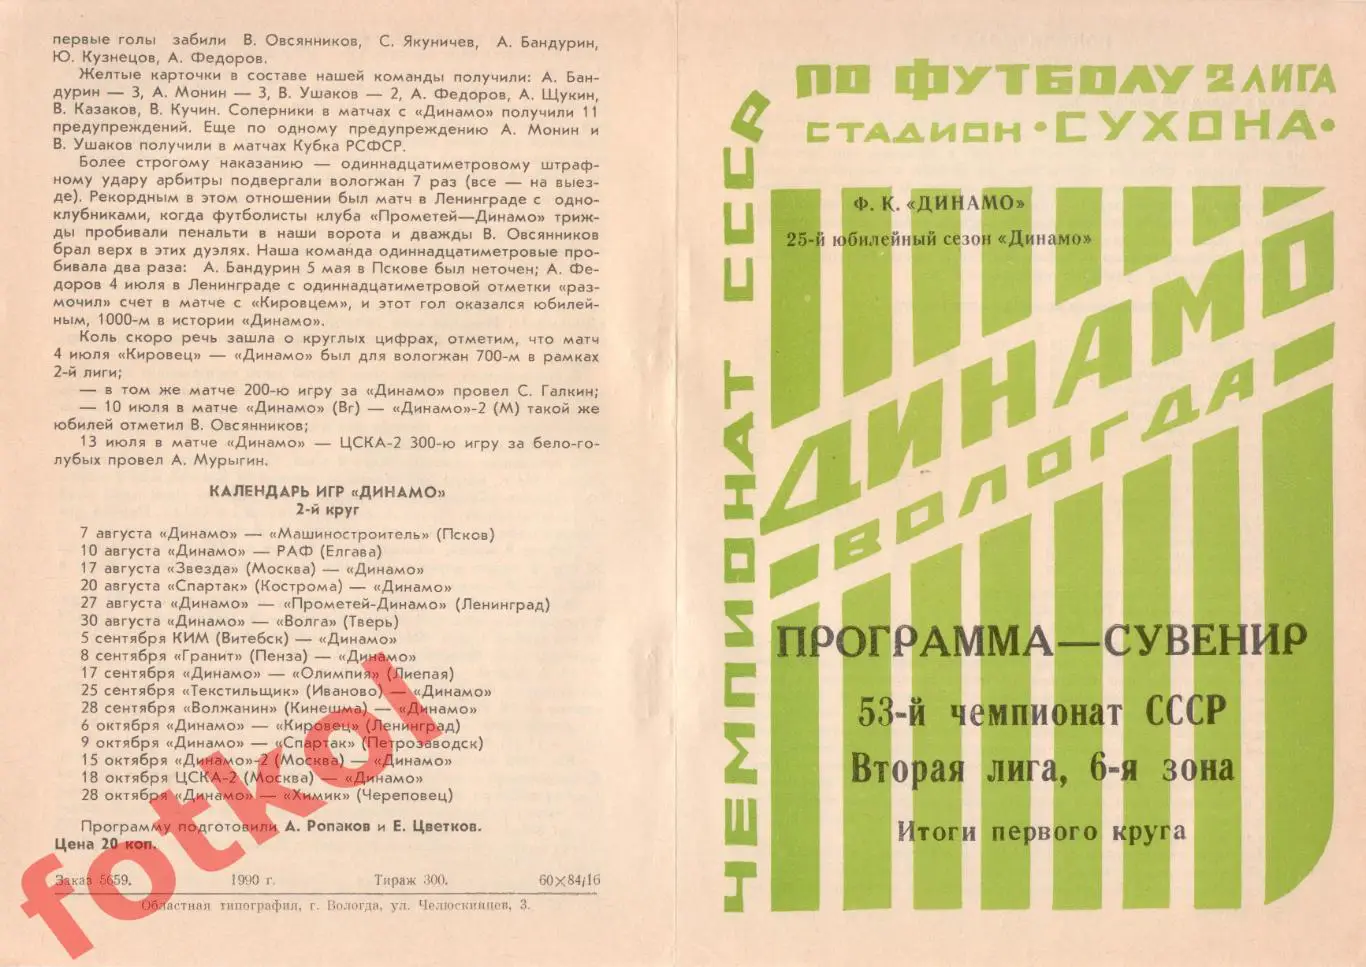 первые голы забили В. Овсянников, С. Якуничев, А. Бандурин,
Ю. Кузнецов, А. Федоров.
Желтые карточки в составе нашей команды получили: А. Бан-
дурин — 3, А. Монин — 3, В. Ушаков — 2, А. Федоров, А. Щукин,
В. Казаков, В. Кучин. Соперники в матчах с «Динамо» получили 11
предупреждений. Еще по одному предупреждению А. Монин и
В. Ушаков получили в матчах Кубка РСФСР.
Более строгому наказанию — одиннадцатиметровому штраф-
ному удару арбитры подвергали вологжан 7 раз (все — на выез-
де). Рекордным в этом отношении был матч в Ленинграде с одно-
клубниками, когда футболисты клуба «Прометей—Динамо» триж-
ды пробивали пенальти в наши ворота и дважды В. Овсянников
брал верх в этих дуэлях. Наша команда одиннадцатиметровые про-
бивала два раза: А. Бандурин 5 мая в Пскове был неточен; А. Фе-
доров 4 июля в Ленинграде с одиннадцатиметровой отметки «раз-
мочил» счет в матче с «Кировцем», и этот гол оказался юбилей-
ным, 1000-м в истории «Динамо».
Коль скоро речь зашла о круглых цифрах, отметим, что матч
4 июля «Кировец» — «Динамо» был для вологжан 700-м в рамках
2-й лиги;
— в том же матче 200-ю игру за «Динамо» провел С. Галкин;
— 10 июля в матче «Динамо» (Вг) — «Динамо»-2 (М) такой же
юбилей отметил В. Овсянников;
13 июля в матче «Динамо» — ЦСКА-2 300-ю игру за бело-го-
лубых провел А. Мурыгин.
КАЛЕНДАРЬ ИГР «ДИНАМО»
2-й круг
7 августа «Динамо» — «Машиностроитель» (Псков)
10 августа «Динамо» — РАФ (Елгава)
17 августа «Звезда» (Москва) — «Динамо»
20 августа «Спартак» (Кострома) — «Динамо»
27 августа «Динамо» — «Прометей-Динамо» (Ленинград)
30 августа «Динамо» — «Волга» (Тверь)
5 сентября КИМ (Витебск) — «Динамо»
8 сентября «Гранит» (Пенза) — «Динамо»
17 сентября «Динамо» — «Олимпия» (Лиепая)
25 сентября «Текстильщик» (Иваново) — «Динамо»
28 сентября «Волжанин» (Кинешма) — «Динамо»
6 октября «Динамо» — «Кировец» (Ленинград)
9 октября «Динамо» — «Спартак» (Петрозаводск)
15 октября «Динамо»-2 (Москва) — «Динамо»
18 октября ЦСКА-2 (Москва) — «Динамо»
28 октября «Динамо» — «Химик» (Череповец)
Программу подготовили А. Ропаков и Е. Цветков.
Цена 20 коп.
Заказ 5659. 1990 г. Тираж 300. 60×84/16
Областная типография, г. Вологда, ул. Челюскинцев, 3.
fotkol
ЧЕМПИОНАТ СССР
ПО ФУТБОЛУ 2 ЛИГА
СТАДИОН • СУХОНА •
Ф. К. «ДИНАМО»
25-й юбилейный сезон «Динамо»
ДИНАМО
ВОЛОГДА
ПРОГРАММА—СУВЕНИР
53-й чемпионат СССР
Вторая лига, 6-я зона
Итоги первого круга